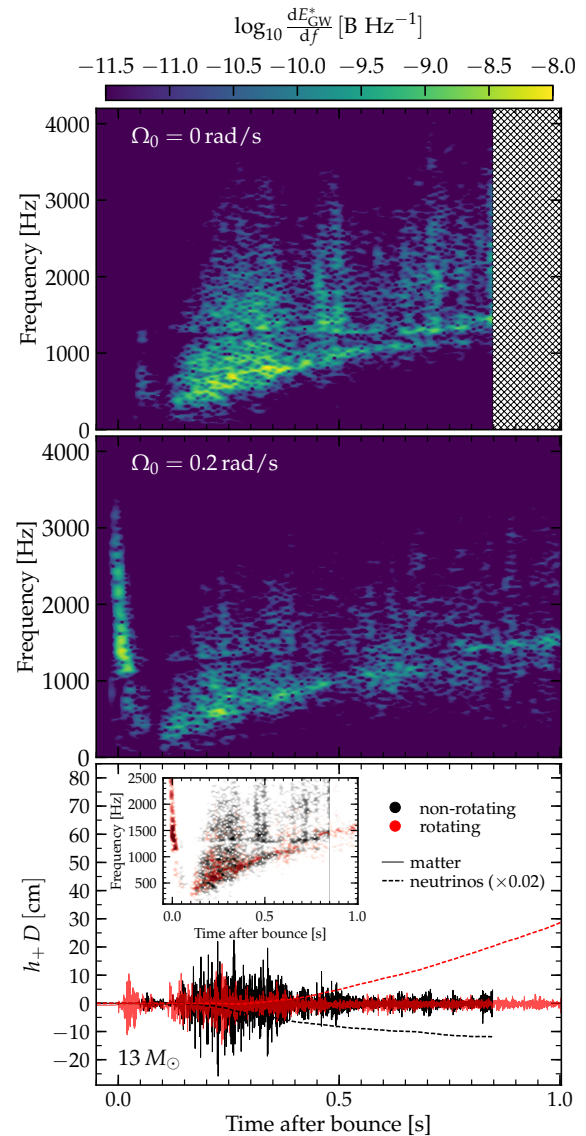 log₁₀ dE*_GW/df [B Hz⁻¹]
−11.5 −11.0 −10.5 −10.0 −9.5 −9.0 −8.5 −8.0
4000
Ω₀ = 0 rad/s
3000
Frequency [Hz]
2000
1000
0
Ω₀ = 0.2 rad/s
4000
3000
Frequency [Hz]
2000
1000
0
80
70
60
50
40
30
20
10
0
−10
−20
h₊ D [cm]
2500
2000
1500
1000
500
Frequency [Hz]
0.0 0.5 1.0
Time after bounce [s]
non-rotating
rotating
matter
neutrinos (×0.02)
13 M⊙
0.0 0.5 1.0
Time after bounce [s]